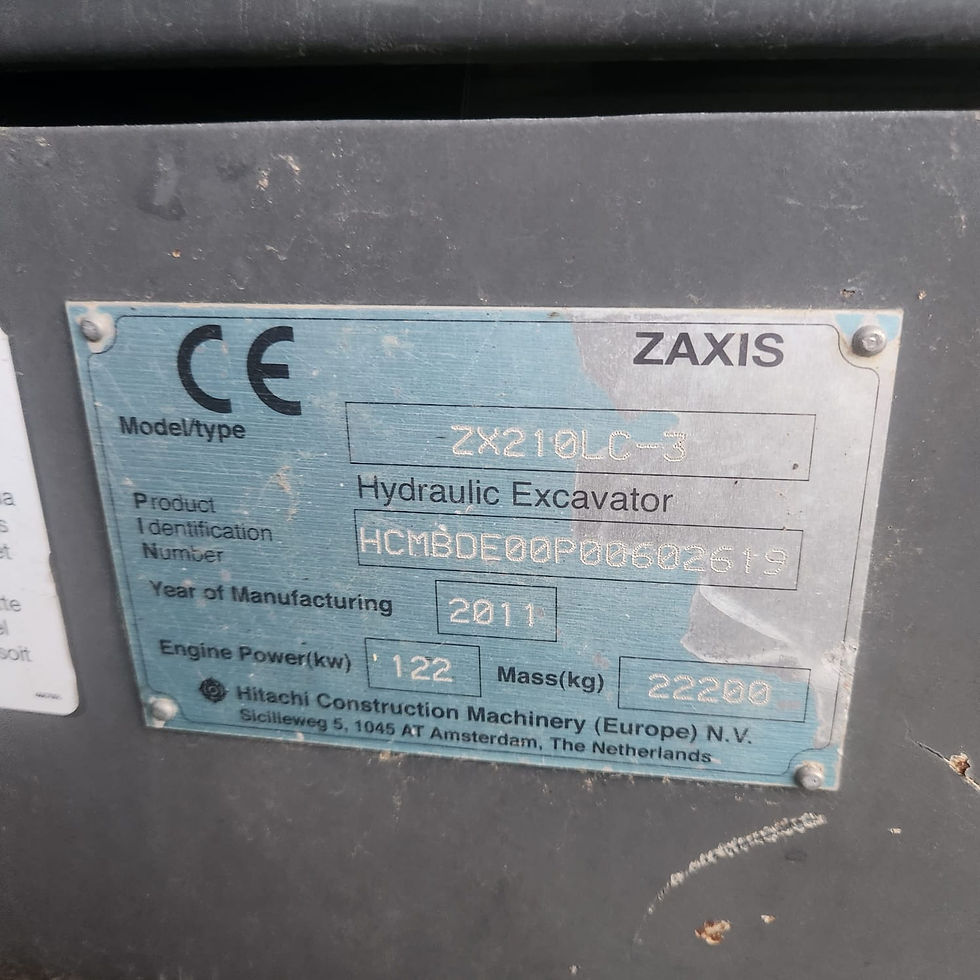 CE
ZAXIS
Model/type
ZX210LC-3
Hydraulic Excavator
Product
Identification
Number
HCMBDE00P00602619
Year of Manufacturing
2011
Engine Power(kw)
122
Mass(kg)
22200
Hitachi Construction Machinery (Europe) N.V.
Sicilieweg 5, 1045 AT Amsterdam, The Netherlands